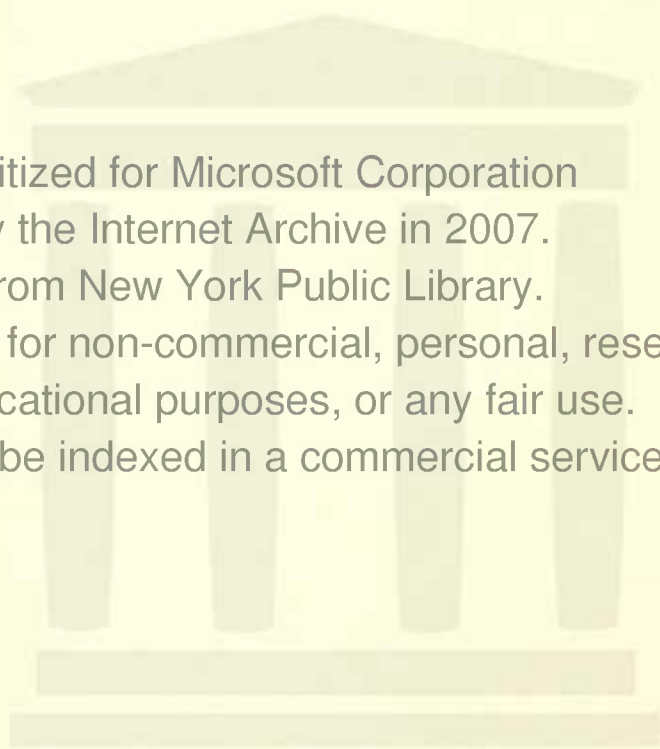 itized for Microsoft Corporation
the Internet Archive in 2007.
rom New York Public Library.
for non-commercial, personal, rese
cational purposes, or any fair use.
be indexed in a commercial service